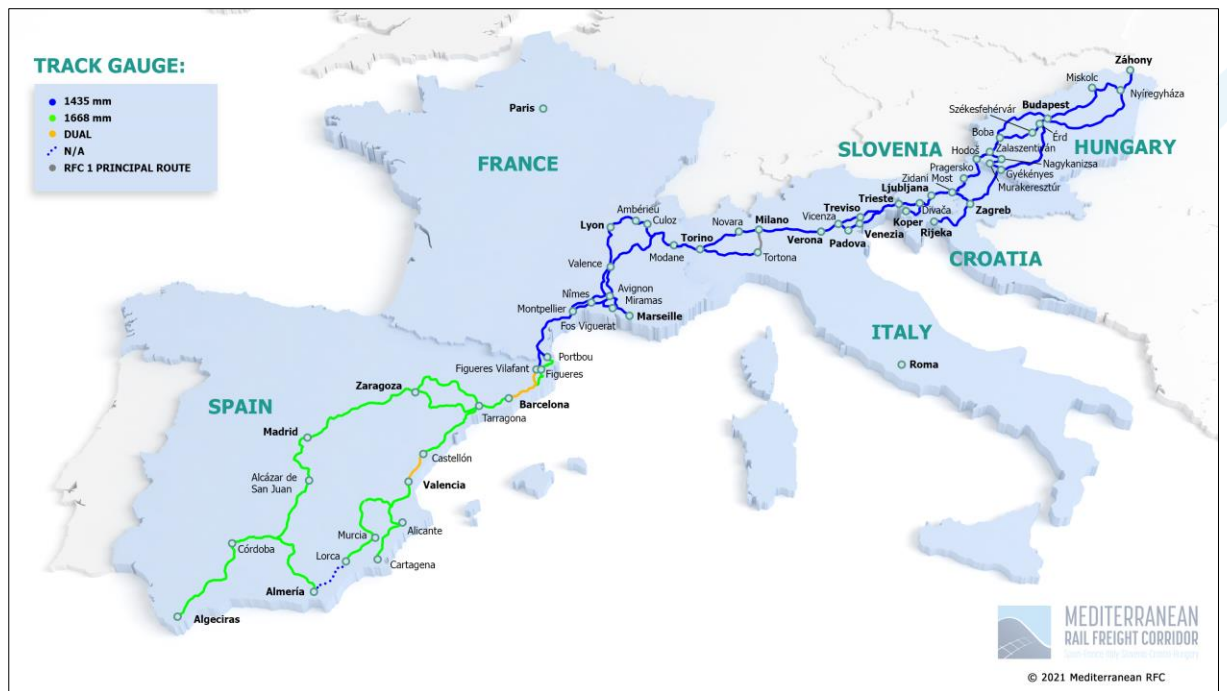 TRACK GAUGE:
1435 mm
1668 mm
DUAL
N/A
RFC 1 PRINCIPAL ROUTE
Záhony
Miskolc
Nyíregyháza
Székesfehérvár
Budapest
Paris
Boba
Érd
FRANCE
SLOVENIA
HUNGARY
Hodoš
Zalaszentiván
Pragersko
Nagykanizsa
Zidani Most
Gyékényes
Murakeresztúr
Ljubljana
Trieste
Treviso
Ambérieu
Culoz
Novara
Milano
Vicenza
Divača
Zagreb
Lyon
Torino
Koper
Rijeka
Verona
Padova
Venezia
Modane
Tortona
CROATIA
Valence
Avignon
Nîmes
Miramas
Montpellier
Marseille
Fos Viguerat
ITALY
Portbou
Roma
Figueres Vilafant
Figueres
Zaragoza
Barcelona
SPAIN
Tarragona
Madrid
Castellón
Alcázar de
San Juan
Valencia
Alicante
Murcia
Córdoba
Lorca
Cartagena
Almería
Algeciras
MEDITERRANEAN
RAIL FREIGHT CORRIDOR
© 2021 Mediterranean RFC